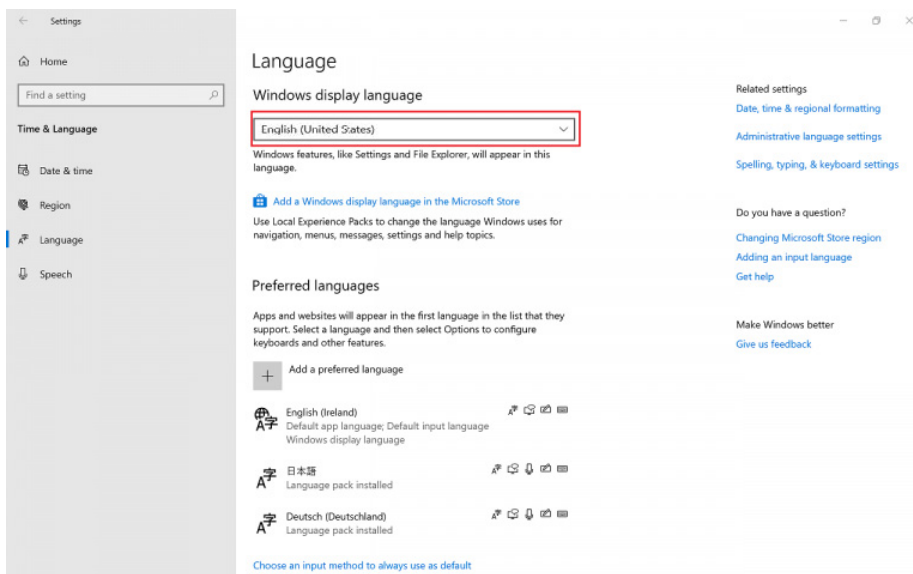 Settings
Home
Find a setting
Time & Language
Date & time
Region
Language
Speech
Language
Windows display language
English (United States)
Windows features, like Settings and File Explorer, will appear in this
language.
Add a Windows display language in the Microsoft Store
Use Local Experience Packs to change the language Windows uses for
navigation, menus, messages, settings and help topics.
Preferred languages
Apps and websites will appear in the first language in the list that they
support. Select a language and then select Options to configure
keyboards and other features.
Add a preferred language
English (Ireland)
Default app language; Default input language
Windows display language
日本語
Language pack installed
Deutsch (Deutschland)
Language pack installed
Choose an input method to always use as default
Related settings
Date, time & regional formatting
Administrative language settings
Spelling, typing, & keyboard settings
Do you have a question?
Changing Microsoft Store region
Adding an input language
Get help
Make Windows better
Give us feedback